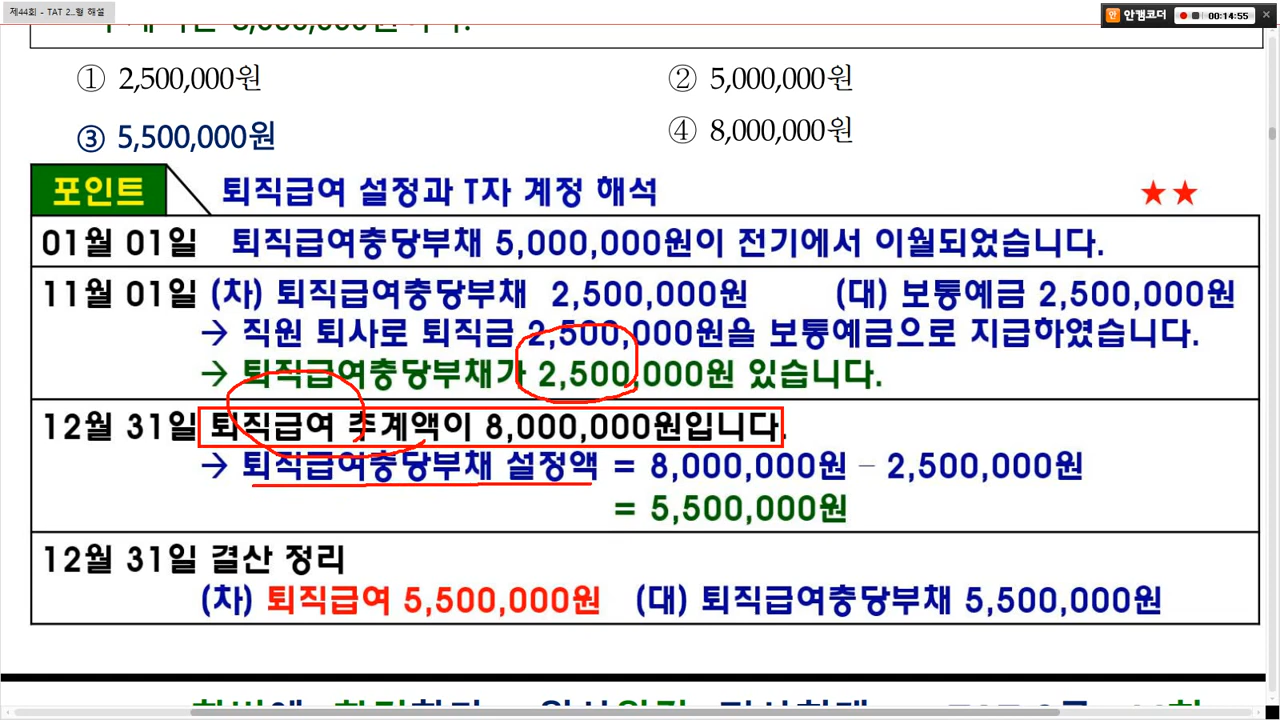 제44회 - TAT 2..형 해설
안캠코더 00:14:55
① 2,500,000원 ② 5,000,000원
③ 5,500,000원 ④ 8,000,000원
포인트 퇴직급여 설정과 T자 계정 해석 ★★
01월 01일 퇴직급여충당부채 5,000,000원이 전기에서 이월되었습니다.
11월 01일 (차) 퇴직급여충당부채 2,500,000원 (대) 보통예금 2,500,000원
→ 직원 퇴사로 퇴직금 2,500,000원을 보통예금으로 지급하였습니다.
→ 퇴직급여충당부채가 2,500,000원 있습니다.
12월 31일 퇴직급여 추계액이 8,000,000원입니다.
→ 퇴직급여충당부채 설정액 = 8,000,000원 – 2,500,000원
= 5,500,000원
12월 31일 결산 정리
(차) 퇴직급여 5,500,000원 (대) 퇴직급여충당부채 5,500,000원